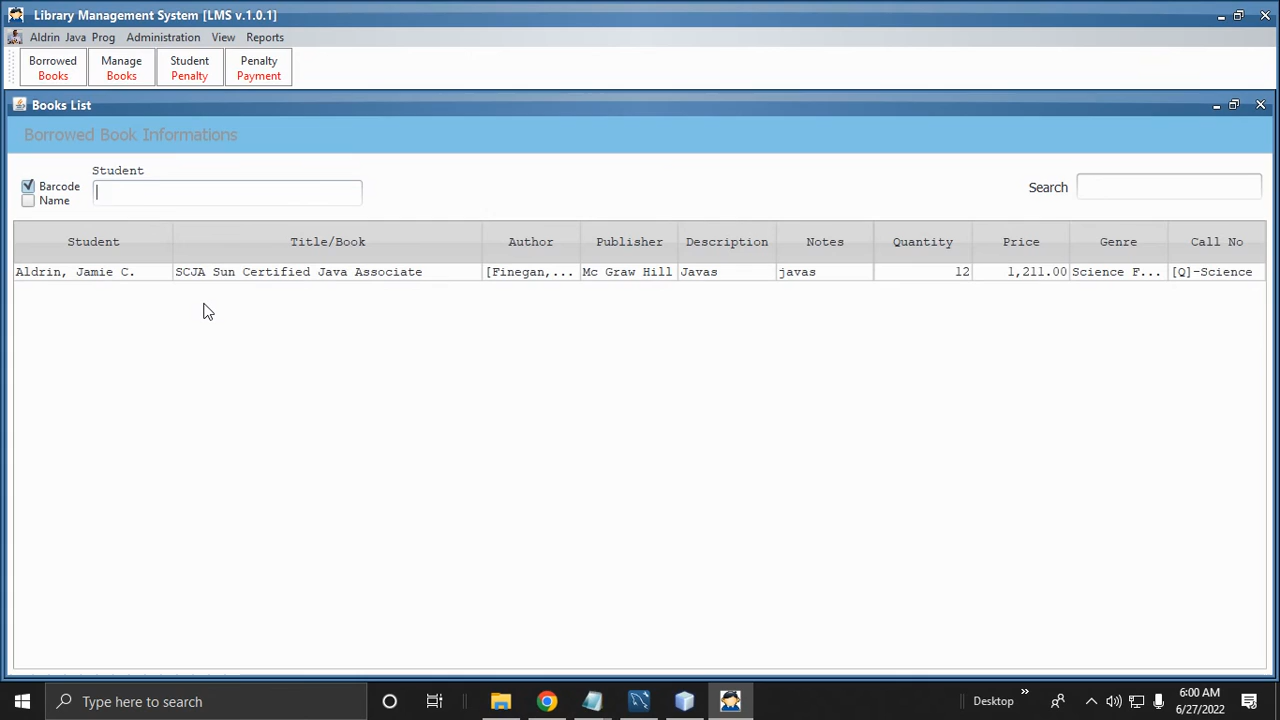 Library Management System [LMS v.1.0.1]
Aldrin Java Prog Administration View Reports
Borrowed Books
Manage Books
Student Penalty
Penalty Payment
Books List
Borrowed Book Informations
Student
Barcode
Name
Search
Student Title/Book Author Publisher Description Notes Quantity Price Genre Call No
Aldrin, Jamie C. SCJA Sun Certified Java Associate [Finegan,... Mc Graw Hill Javas javas 12 1,211.00 Science F... [Q]-Science
Type here to search
Desktop
6:00 AM
6/27/2022